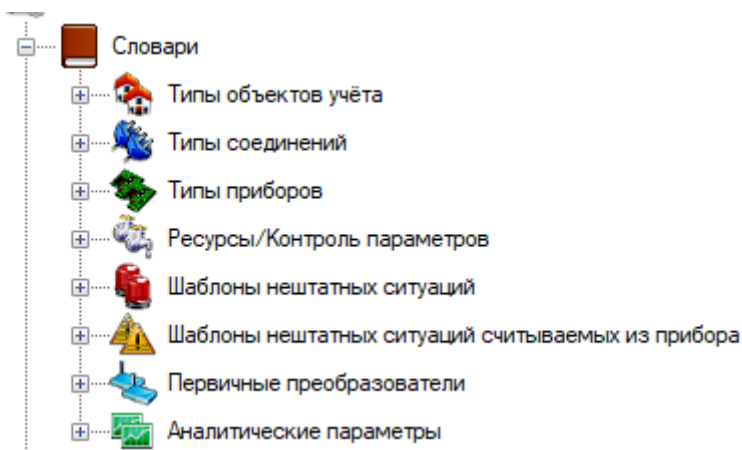 Словари
Типы объектов учёта
Типы соединений
Типы приборов
Ресурсы/Контроль параметров
Шаблоны нештатных ситуаций
Шаблоны нештатных ситуаций считываемых из прибора
Первичные преобразователи
Аналитические параметры